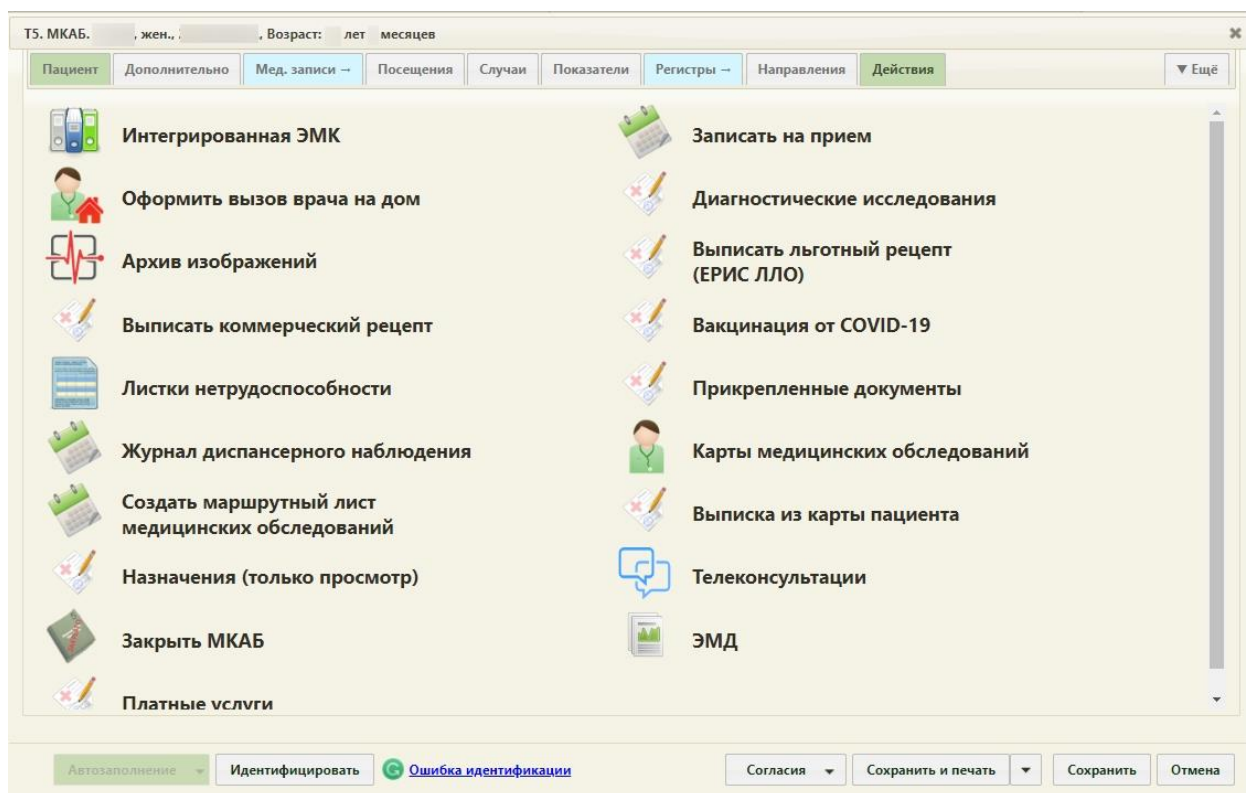 Т5. МКАБ. , жен., , Возраст: лет месяцев
Пациент Дополнительно Мед. записи → Посещения Случаи Показатели Регистры → Направления Действия ▼ Ещё
Интегрированная ЭМК
Записать на прием
Оформить вызов врача на дом
Диагностические исследования
Архив изображений
Выписать льготный рецепт
(ЕРИС ЛЛО)
Выписать коммерческий рецепт
Вакцинация от COVID-19
Листки нетрудоспособности
Прикрепленные документы
Журнал диспансерного наблюдения
Карты медицинских обследований
Создать маршрутный лист
медицинских обследований
Выписка из карты пациента
Назначения (только просмотр)
Телеконсультации
Закрыть МКАБ
ЭМД
Платные услуги
Автозаполнение Идентифицировать Ошибка идентификации Согласия Сохранить и печать Сохранить Отмена